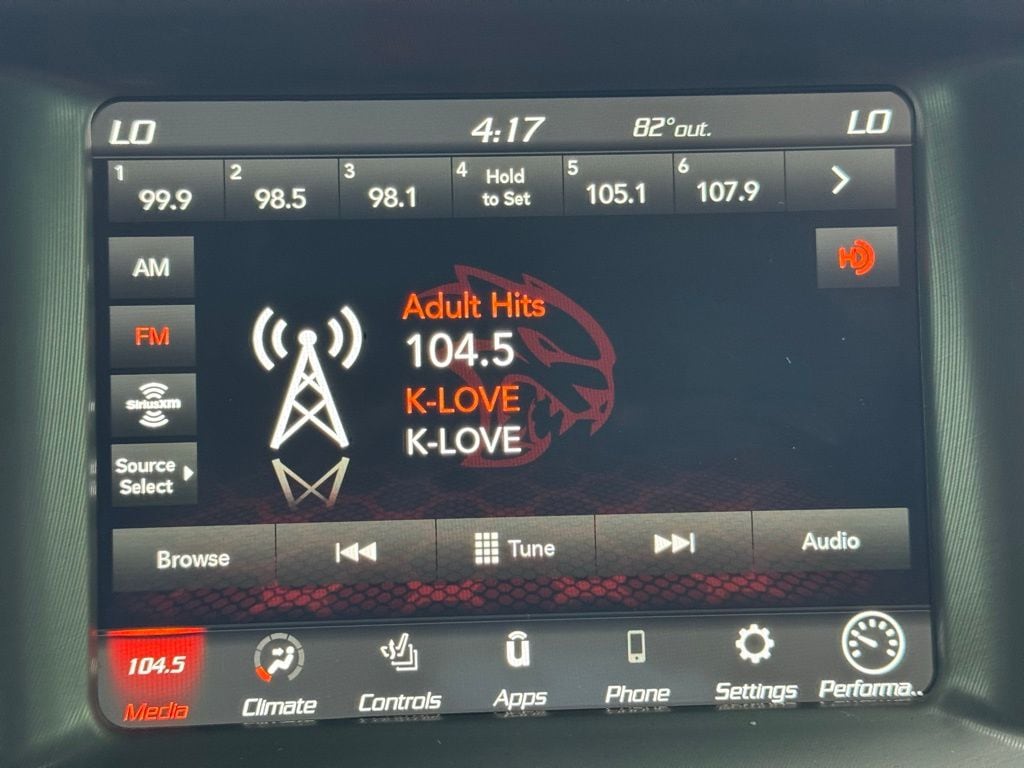 LO 4:17 82°out. LO
1 99.9 2 98.5 3 98.1 4 Hold to Set 5 105.1 6 107.9
AM
FM
SiriusXM
Source
Select
HD
Adult Hits
104.5
K-LOVE
K-LOVE
Browse Tune Audio
104.5
Media Climate Controls Apps Phone Settings Performa..